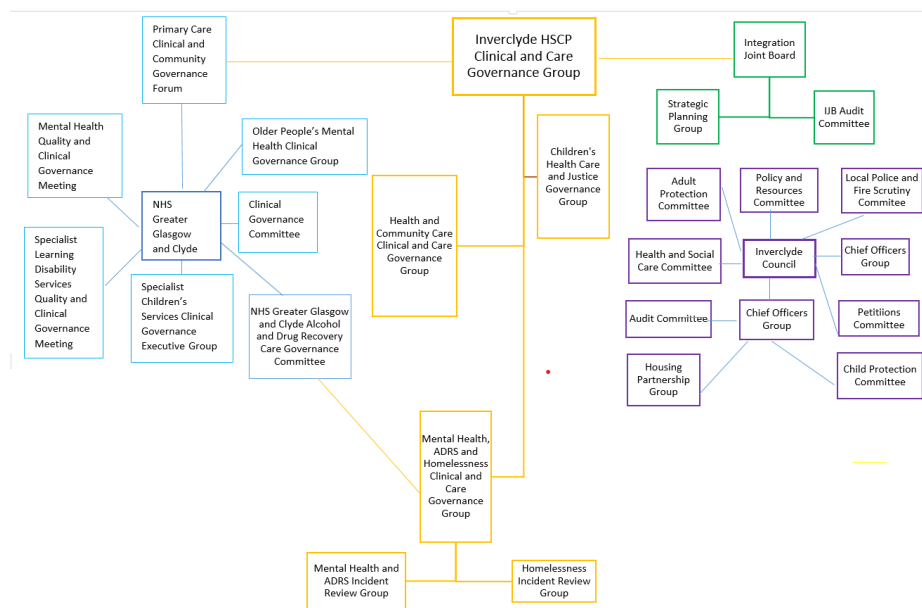 Primary Care
Clinical and
Community
Governance
Forum
Inverclyde HSCP
Clinical and Care
Governance Group
Integration
Joint Board
Strategic
Planning
Group
IJB Audit
Committee
Mental Health
Quality and
Clinical
Governance
Meeting
Older People's Mental
Health Clinical
Governance Group
Children's
Health Care
and Justice
Governance
Group
NHS
Greater
Glasgow
and Clyde
Clinical
Governance
Committee
Health and
Community Care
Clinical and Care
Governance
Group
Specialist
Learning
Disability
Services
Quality and
Clinical
Governance
Meeting
Specialist
Children's
Services Clinical
Governance
Executive Group
NHS Greater Glasgow
and Clyde Alcohol
and Drug Recovery
Care Governance
Committee
Adult
Protection
Committee
Policy and
Resources
Committee
Local Police and
Fire Scrutiny
Commitee
Health and Social
Care Committee
Inverclyde
Council
Chief Officers
Group
Audit Committee
Chief Officers
Group
Petitions
Committee
Housing
Partnership
Group
Child Protection
Committee
Mental Health,
ADRS and
Homelessness
Clinical and
Care
Governance
Group
Mental Health and
ADRS Incident
Review Group
Homelessness
Incident Review
Group